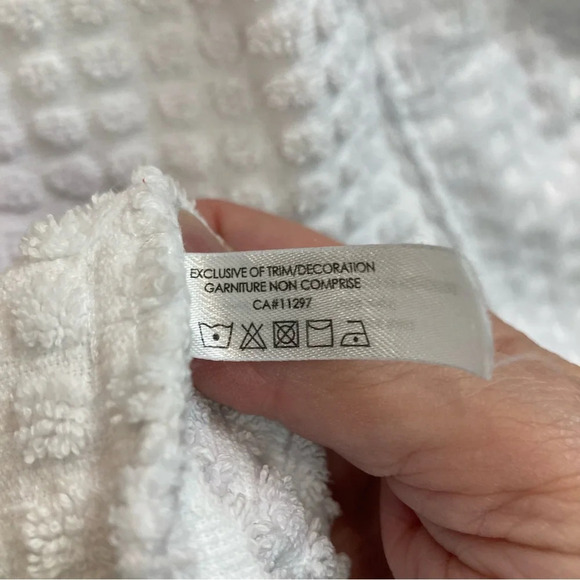 EXCLUSIVE OF TRIM/DECORATION
GARNITURE NON COMPRISE
CA#11297